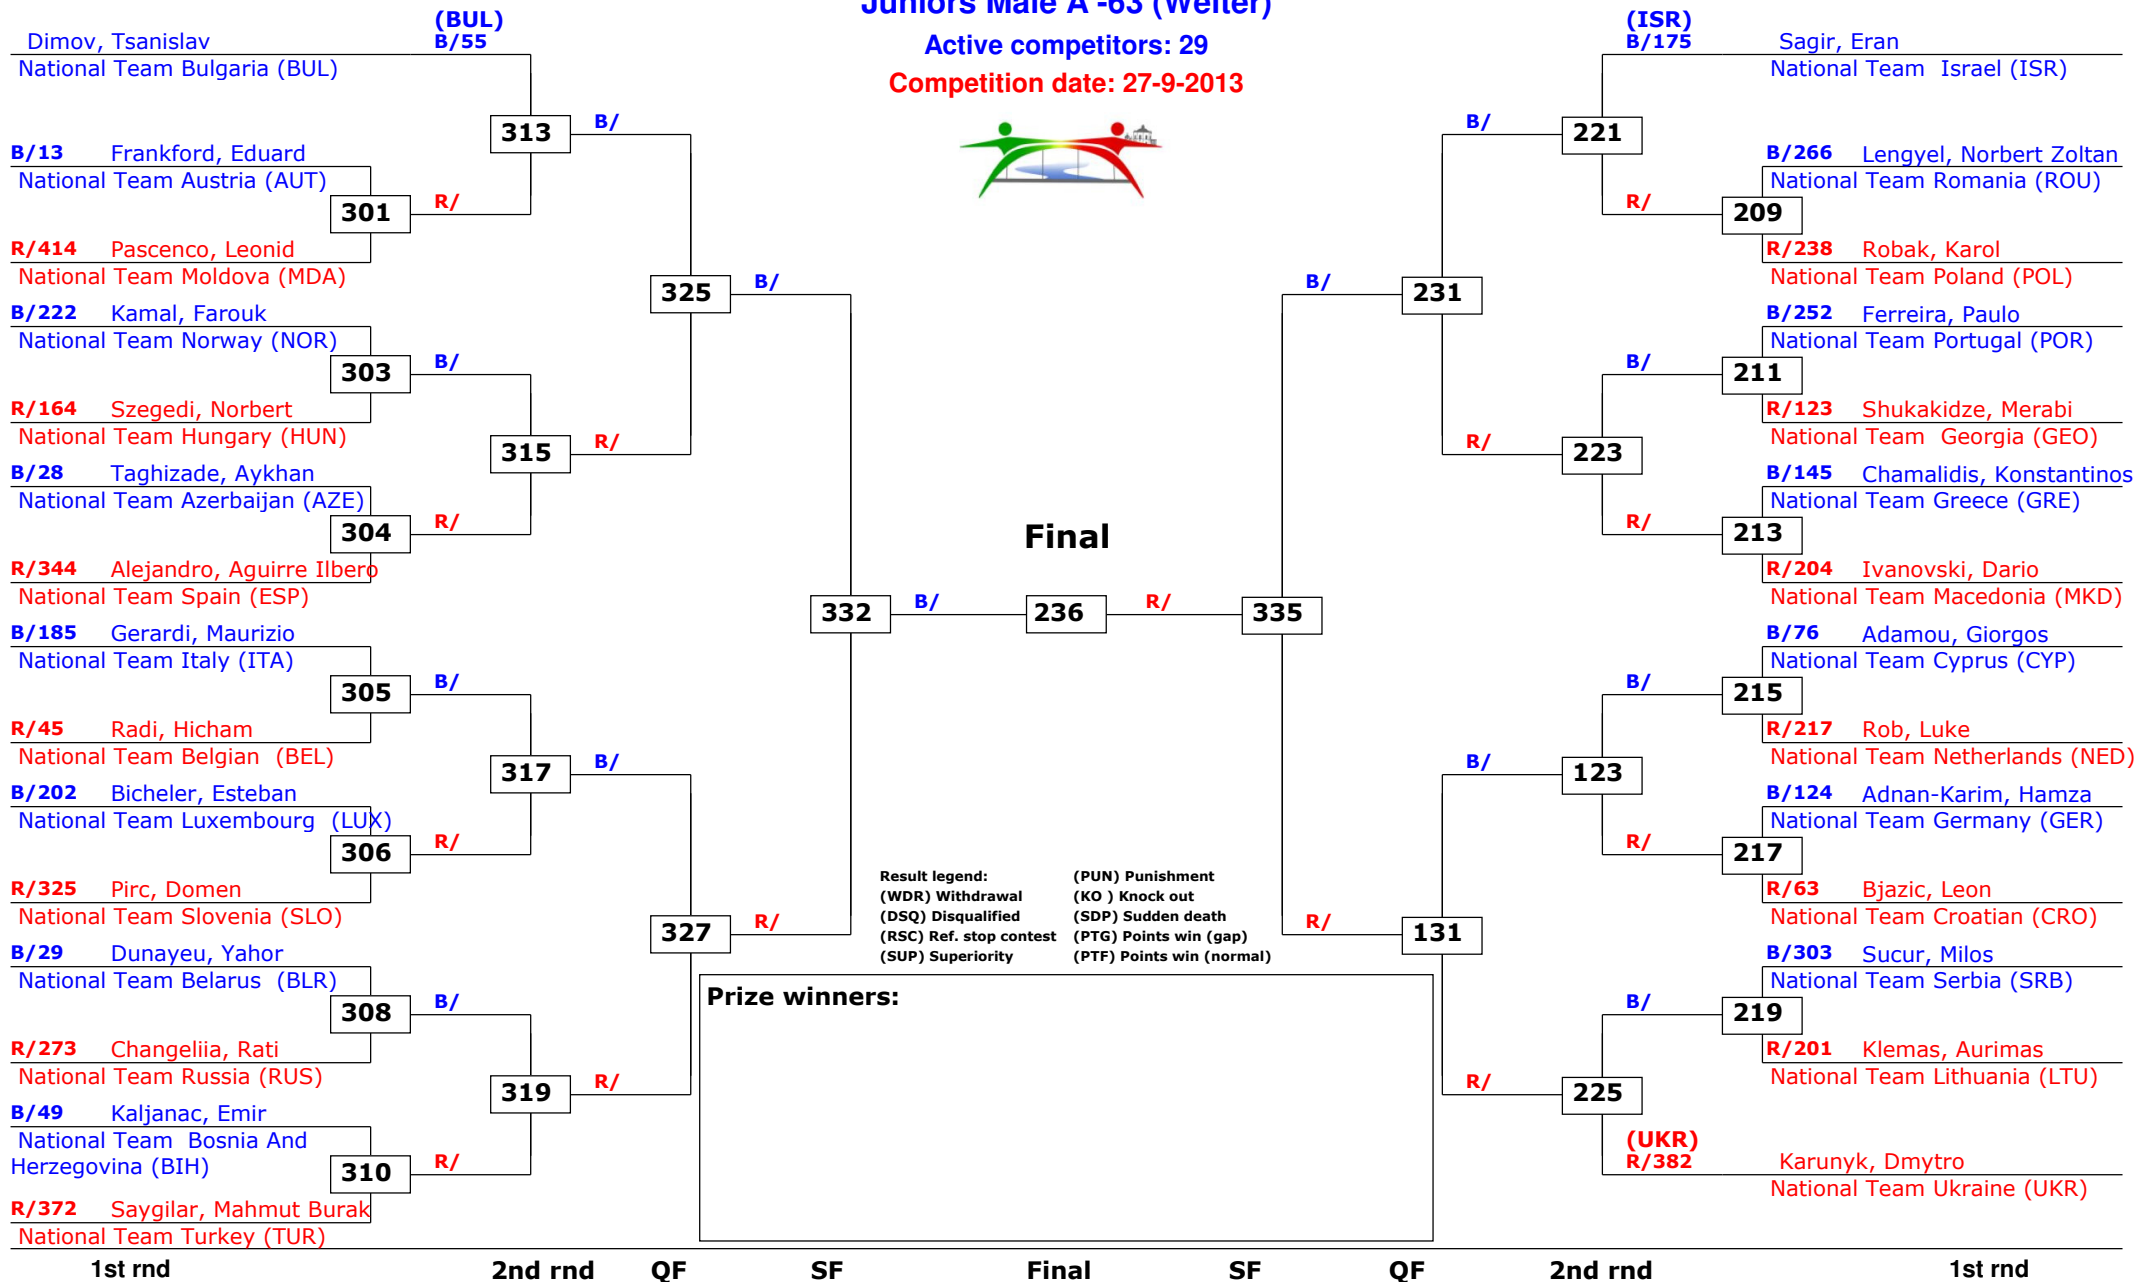 Juniors Male A -63 (Welter)
Active competitors: 29
Competition date: 27-9-2013
(BUL)
Dimov, Tsanislav B/55
National Team Bulgaria (BUL)
313
B/
B/13 Frankford, Eduard
National Team Austria (AUT)
301
R/
R/414 Pascenco, Leonid
National Team Moldova (MDA)
325
B/
B/222 Kamal, Farouk
National Team Norway (NOR)
303
B/
R/164 Szegedi, Norbert
National Team Hungary (HUN)
315
R/
B/28 Taghizade, Aykhan
National Team Azerbaijan (AZE)
304
R/
R/344 Alejandro, Aguirre Ilbero
National Team Spain (ESP)
332
B/
B/185 Gerardi, Maurizio
National Team Italy (ITA)
305
B/
R/45 Radi, Hicham
National Team Belgian (BEL)
317
B/
B/202 Bicheler, Esteban
National Team Luxembourg (LUX)
306
R/
R/325 Pirc, Domen
National Team Slovenia (SLO)
327
R/
B/29 Dunayeu, Yahor
National Team Belarus (BLR)
308
B/
R/273 Changeliia, Rati
National Team Russia (RUS)
319
R/
B/49 Kaljanac, Emir
National Team Bosnia And
Herzegovina (BIH)
310
R/
R/372 Saygilar, Mahmut Burak
National Team Turkey (TUR)
Final
236
R/
335
(ISR)
B/175 Sagir, Eran
National Team Israel (ISR)
B/
221
B/266 Lengyel, Norbert Zoltan
National Team Romania (ROU)
R/
209
R/238 Robak, Karol
National Team Poland (POL)
B/
231
B/252 Ferreira, Paulo
National Team Portugal (POR)
B/
211
R/123 Shukakidze, Merabi
National Team Georgia (GEO)
R/
223
B/145 Chamalidis, Konstantinos
National Team Greece (GRE)
R/
213
R/204 Ivanovski, Dario
National Team Macedonia (MKD)
B/76 Adamou, Giorgos
National Team Cyprus (CYP)
B/
215
R/217 Rob, Luke
National Team Netherlands (NED)
B/
123
B/124 Adnan-Karim, Hamza
National Team Germany (GER)
R/
217
R/63 Bjazic, Leon
National Team Croatian (CRO)
R/
131
B/303 Sucur, Milos
National Team Serbia (SRB)
B/
219
R/201 Klemas, Aurimas
National Team Lithuania (LTU)
R/
225
(UKR)
R/382 Karunyk, Dmytro
National Team Ukraine (UKR)
Result legend: (PUN) Punishment
(WDR) Withdrawal (KO ) Knock out
(DSQ) Disqualified (SDP) Sudden death
(RSC) Ref. stop contest (PTG) Points win (gap)
(SUP) Superiority (PTF) Points win (normal)
Prize winners:
1st rnd 2nd rnd QF SF Final SF QF 2nd rnd 1st rnd